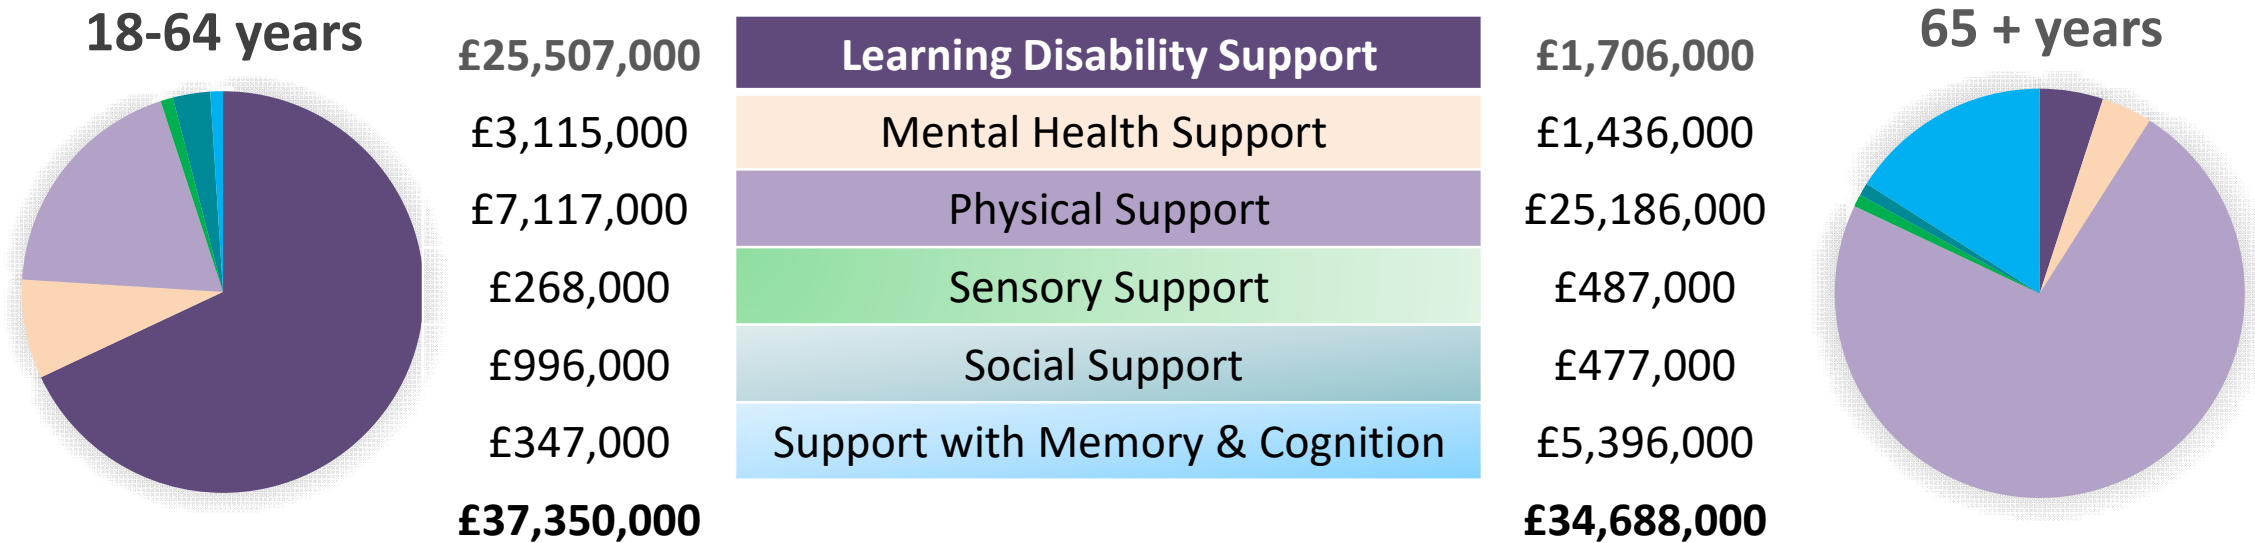 18-64 years
65 + years
£25,507,000 Learning Disability Support £1,706,000
£3,115,000 Mental Health Support £1,436,000
£7,117,000 Physical Support £25,186,000
£268,000 Sensory Support £487,000
£996,000 Social Support £477,000
£347,000 Support with Memory & Cognition £5,396,000
£37,350,000 £34,688,000